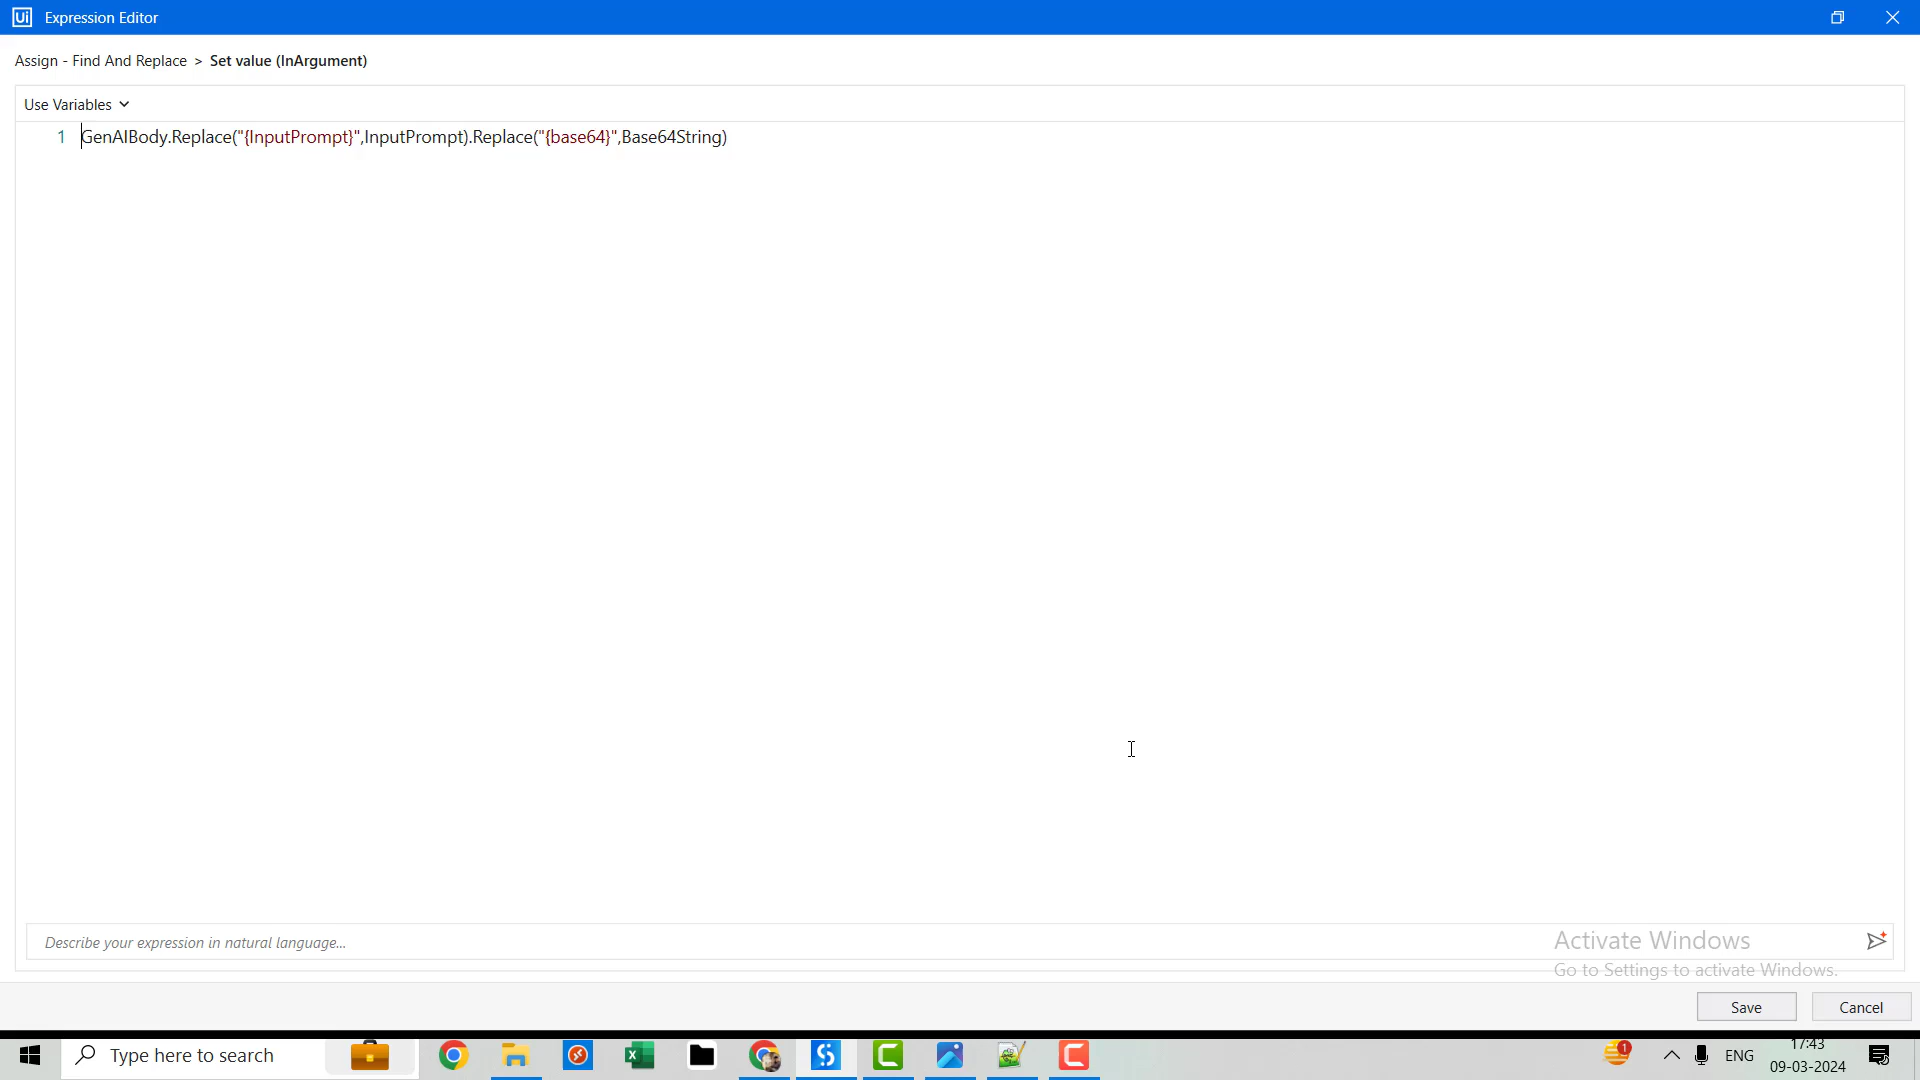 Ui Expression Editor
Assign - Find And Replace > Set value (InArgument)
Use Variables
1 GenAIBody.Replace("{InputPrompt}",InputPrompt).Replace("{base64}",Base64String)
Describe your expression in natural language...
Activate Windows
Go to Settings to activate Windows.
Save Cancel
Type here to search
1
ENG
17:43
09-03-2024